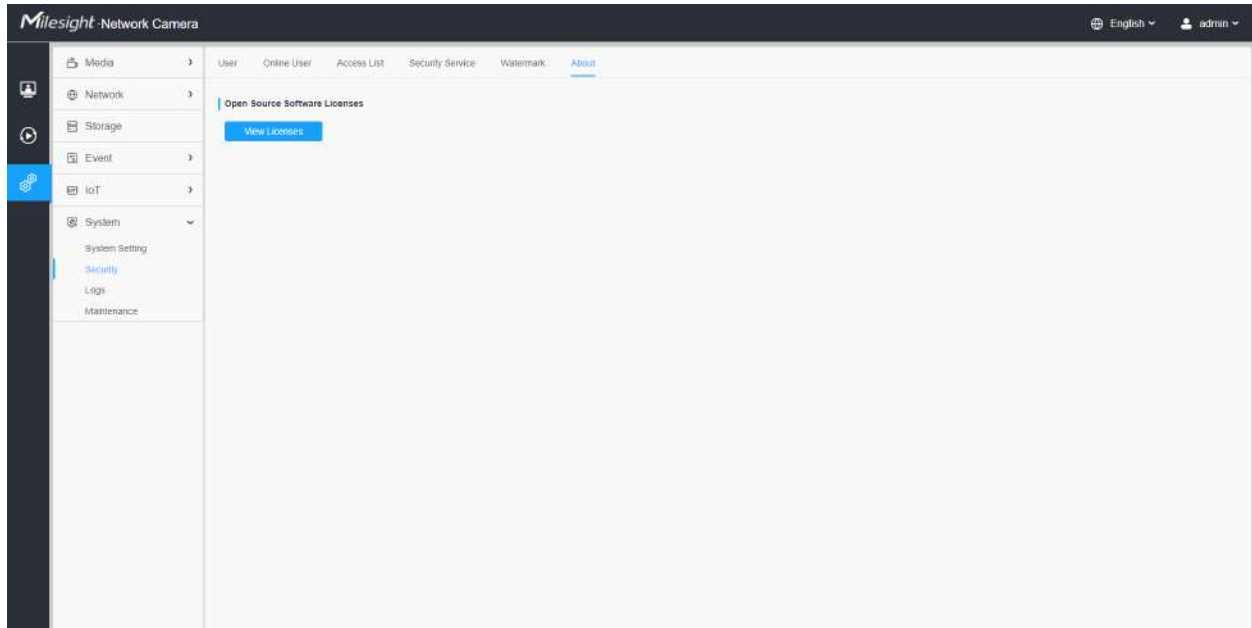 Milesight · Network Camera
English
admin
Media
Network
Storage
Event
IoT
System
System Setting
Security
Logs
Maintenance
User Online User Access List Security Service Watermark About
Open Source Software Licenses
View Licenses